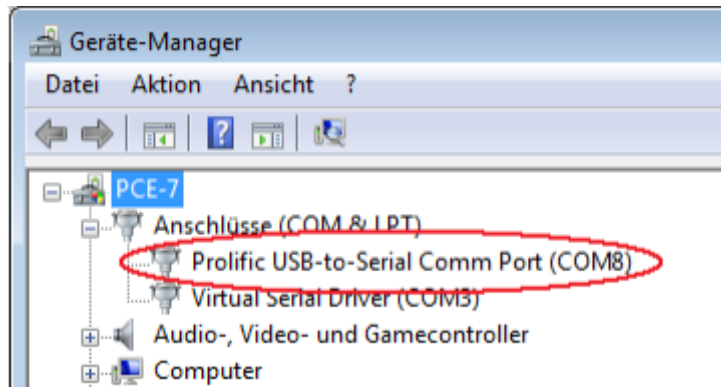 Geräte-Manager
Datei Aktion Ansicht ?
?
PCE-7
Anschlüsse (COM & LPT)
Prolific USB-to-Serial Comm Port (COM8)
Virtual Serial Driver (COM3)
Audio-, Video- und Gamecontroller
Computer